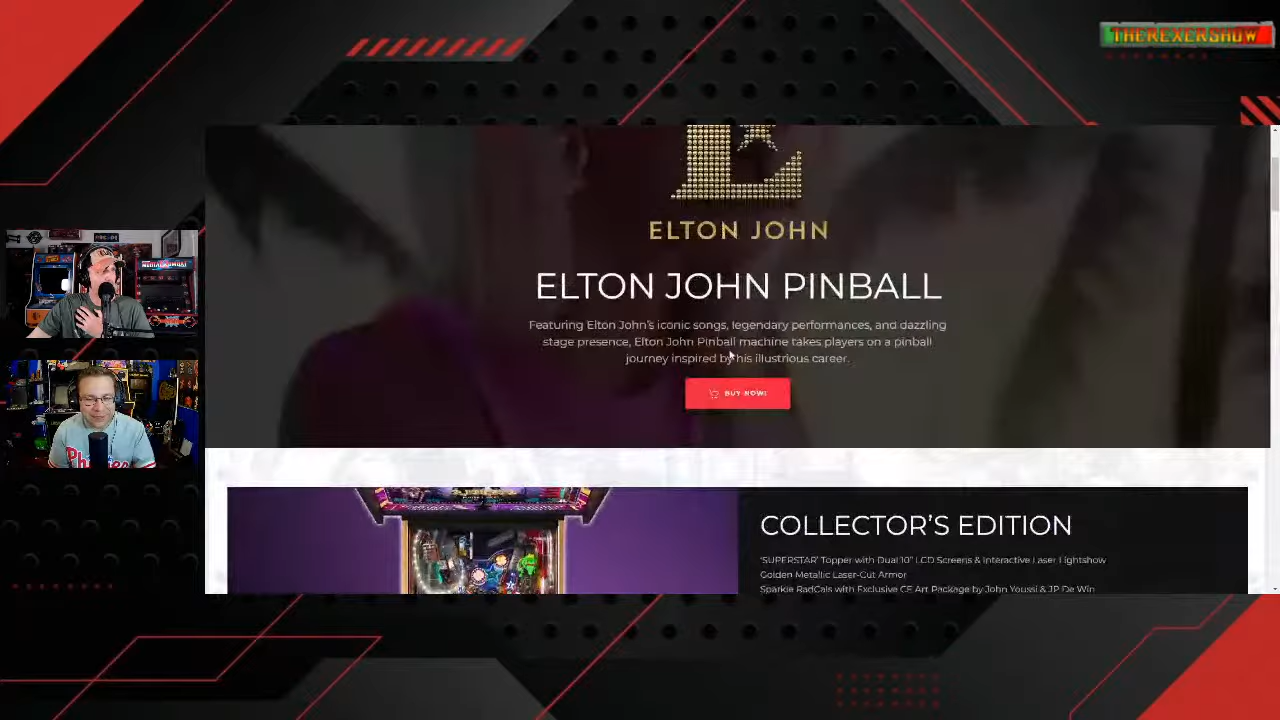 THEREXERSHOW
ELTON JOHN
ELTON JOHN PINBALL
Featuring Elton John's iconic songs, legendary performances, and dazzling
stage presence, Elton John Pinball machine takes players on a pinball
journey inspired by his illustrious career.
BUY NOW!
COLLECTOR'S EDITION
'SUPERSTAR' Topper with Dual 10" LCD Screens & Interactive Laser Lightshow
Golden Metallic Laser-Cut Armor
Sparkle RadCals with Exclusive CE Art Package by John Youssi & JP De Win
Phillies